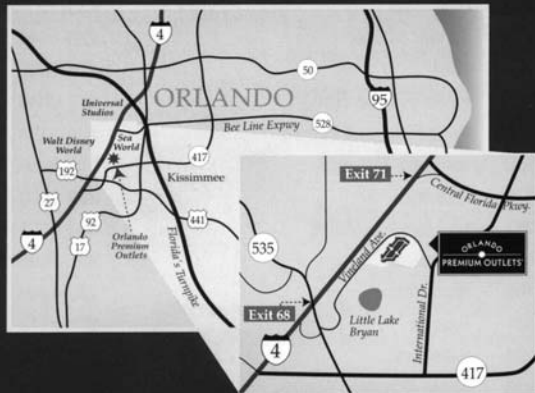 4
50
95
Universal
Studios
ORLANDO
Bee Line Expwy
528
Walt Disney
World
Sea
World
417
192
Kissimmee
27
92
441
4
17
Orlando
Premium
Outlets
Florida's Turnpike
Exit 71
Central Florida Pkwy.
535
Vineland Ave.
ORLANDO
PREMIUM OUTLETS
International Dr.
Exit 68
Little Lake
Bryan
4
417